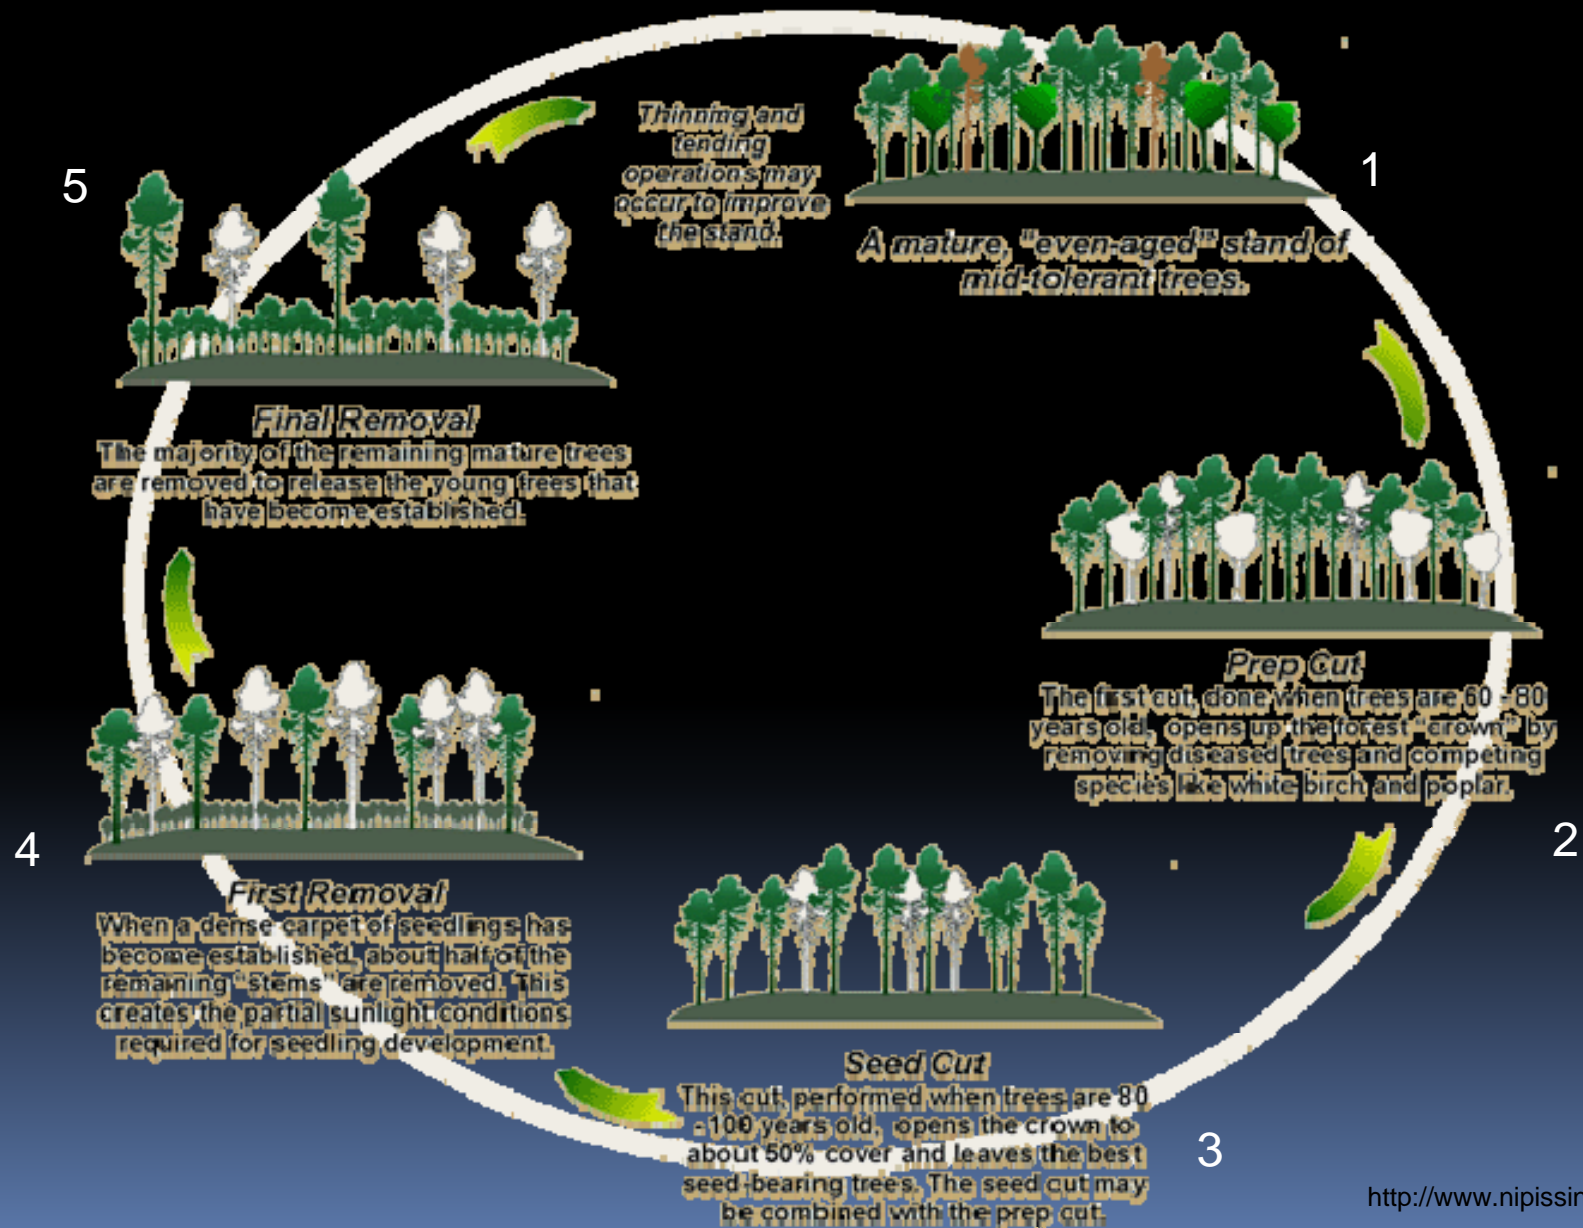 1
A mature, "even-aged" stand of
mid-tolerant trees.
Prep Cut
The first cut, done when trees are 60 - 80
years old, opens up the forest "crown" by
removing diseased trees and competing
species like white birch and poplar.
2
Seed Cut
This cut, performed when trees are 80
- 100 years old, opens the crown to
about 50% cover and leaves the best
seed-bearing trees. The seed cut may
be combined with the prep cut.
3
First Removal
When a dense carpet of seedlings has
become established, about half of the
remaining "stems" are removed. This
creates the partial sunlight conditions
required for seedling development.
4
Final Removal
The majority of the remaining mature trees
are removed to release the young trees that
have become established.
5
Thinning and
tending
operations may
occur to improve
the stand.
http://www.nipissin